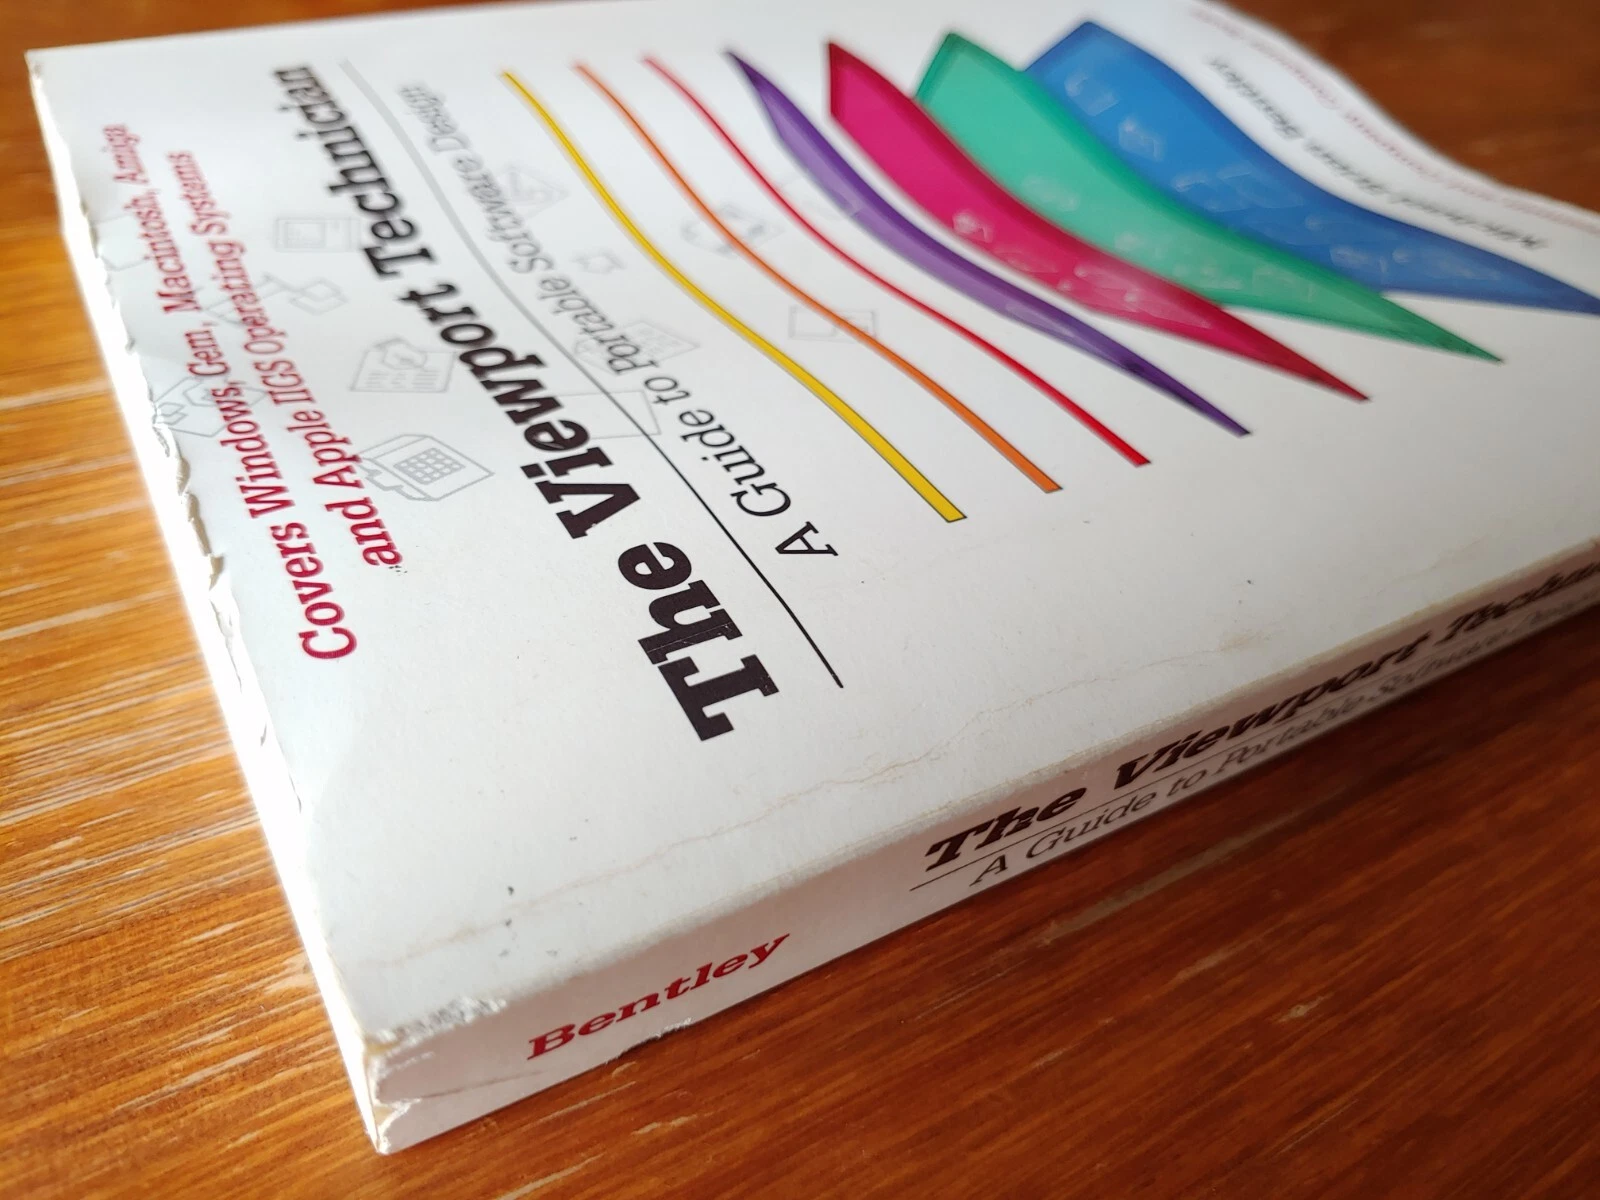 Covers Windows, Gem, Macintosh, Amiga
and Apple IIGS Operating Systems
The Viewport Technician
A Guide to Portable Software Design
Bentley
The Viewport
A Guide to Portable Software